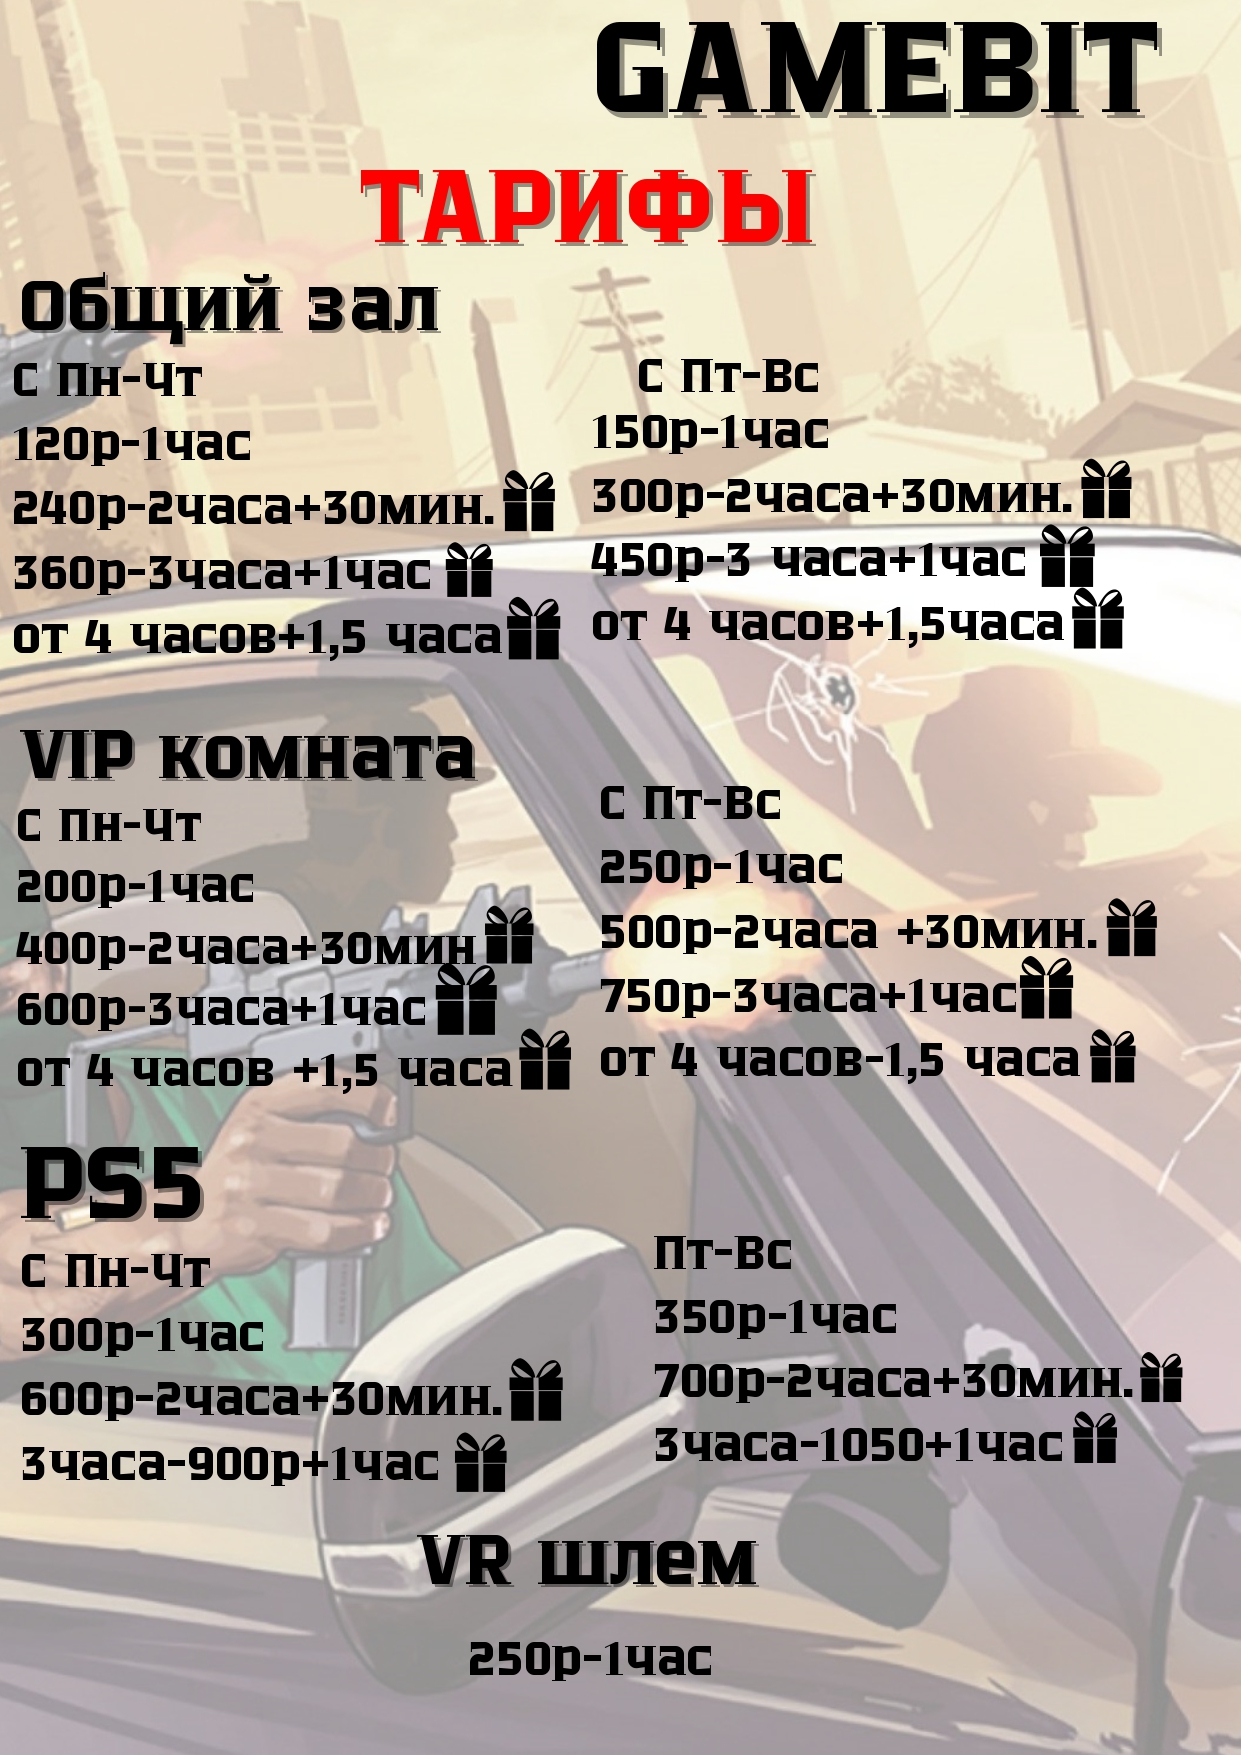 GAMEBIT
ТАРИФЫ
Общий зал
С Пн-Чт
120р-1час
240р-2часа+30мин.
360р-3часа+1час
от 4 часов+1,5 часа
С Пт-Вс
150р-1час
300р-2часа+30мин.
450р-3 часа+1час
от 4 часов+1,5часа
VIP комната
С Пн-Чт
200р-1час
400р-2часа+30мин
600р-3часа+1час
от 4 часов +1,5 часа
С Пт-Вс
250р-1час
500р-2часа +30мин.
750р-3часа+1час
от 4 часов-1,5 часа
PS5
С Пн-Чт
300р-1час
600р-2часа+30мин.
3часа-900р+1час
Пт-Вс
350р-1час
700р-2часа+30мин.
3часа-1050+1час
VR шлем
250р-1час